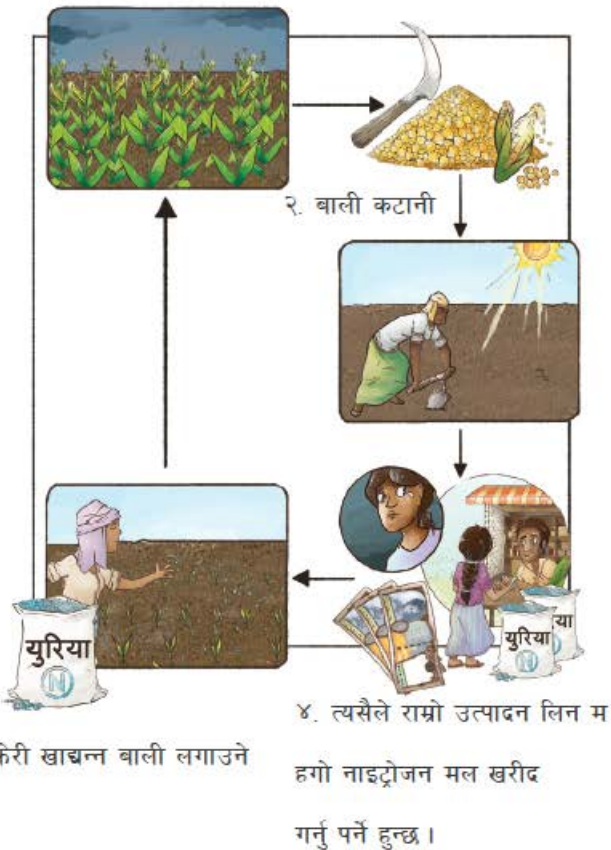 २. बाली कटानी
युरिया
N
युरिया
N
या
४. त्यसैले राम्रो उत्पादन लिन म
हगो नाइट्रोजन मल खरीद
गर्नु पर्ने हुन्छ ।
खाद्यन्न बाली लगाउने